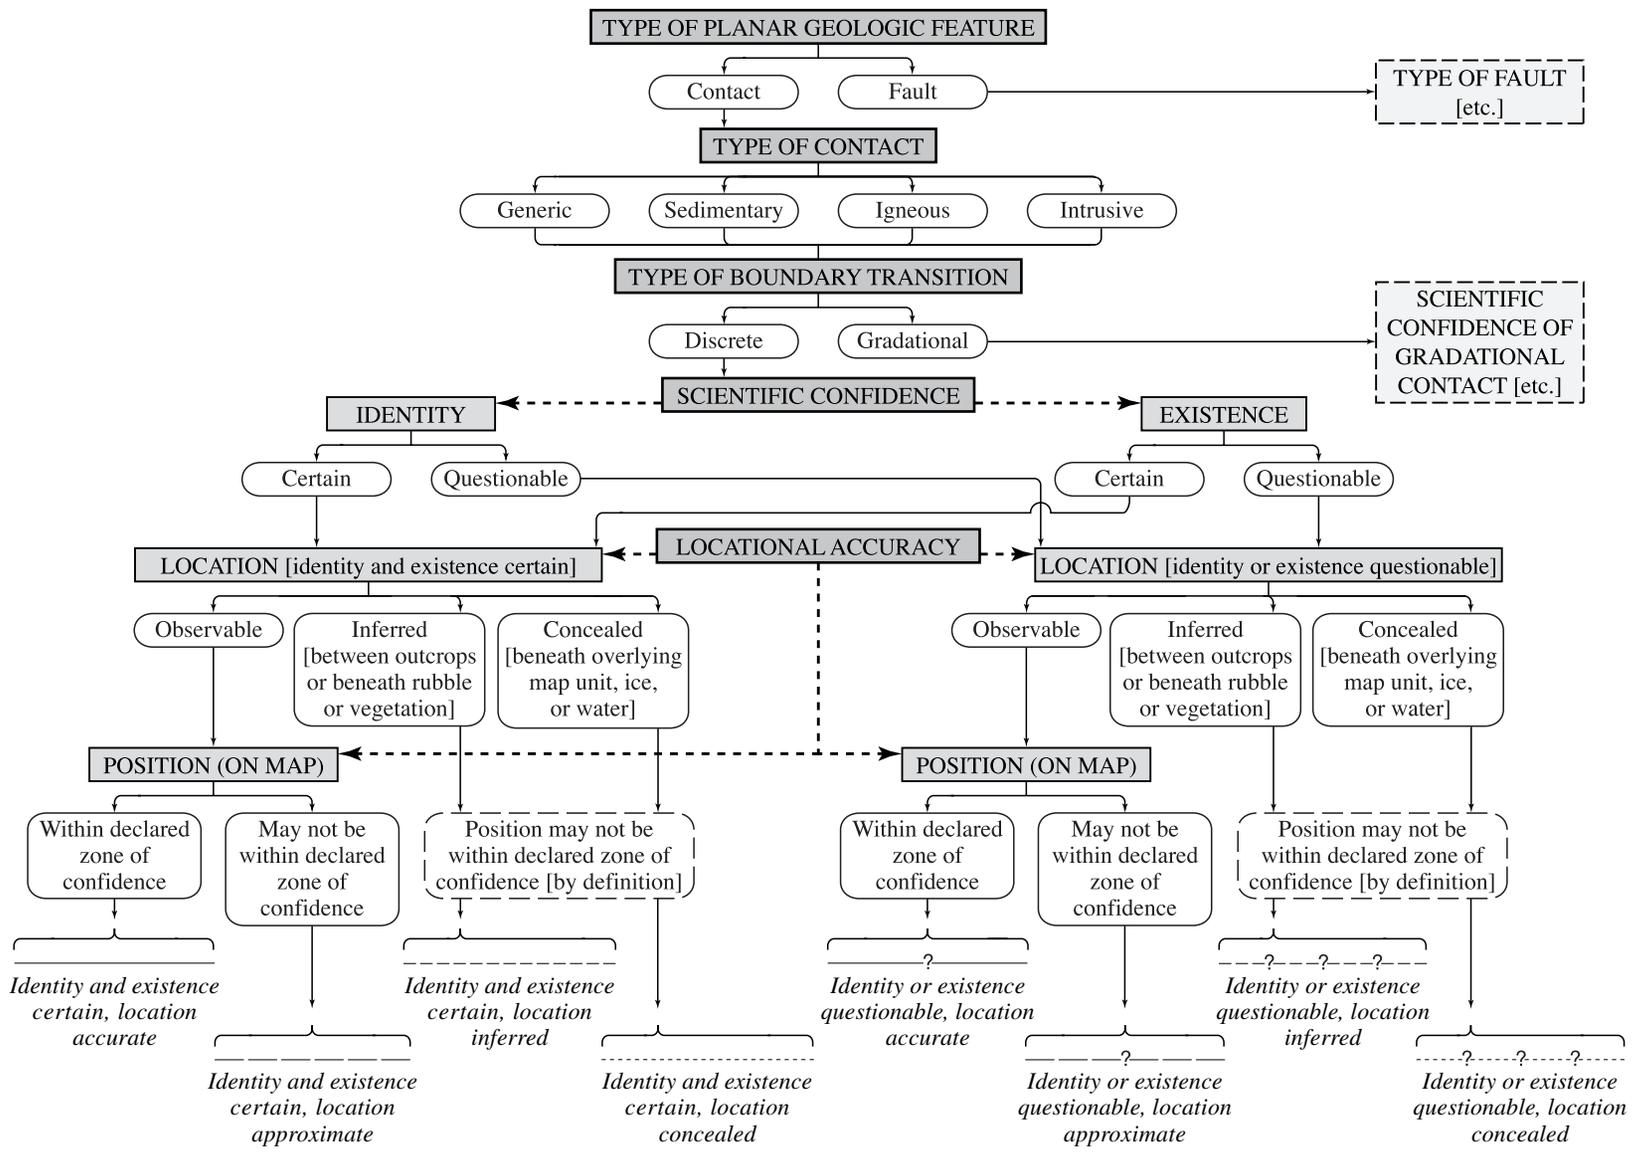 TYPE OF PLANAR GEOLOGIC FEATURE
Contact
Fault
TYPE OF FAULT
[etc.]
TYPE OF CONTACT
Generic
Sedimentary
Igneous
Intrusive
TYPE OF BOUNDARY TRANSITION
Discrete
Gradational
SCIENTIFIC
CONFIDENCE OF
GRADATIONAL
CONTACT [etc.]
SCIENTIFIC CONFIDENCE
IDENTITY
EXISTENCE
Certain
Questionable
Certain
Questionable
LOCATIONAL ACCURACY
LOCATION [identity and existence certain]
LOCATION [identity or existence questionable]
Observable
Inferred
[between outcrops
or beneath rubble
or vegetation]
Concealed
[beneath overlying
map unit, ice,
or water]
Observable
Inferred
[between outcrops
or beneath rubble
or vegetation]
Concealed
[beneath overlying
map unit, ice,
or water]
POSITION (ON MAP)
POSITION (ON MAP)
Within declared
zone of
confidence
May not be
within declared
zone of
confidence
Position may not be
within declared zone of
confidence [by definition]
Within declared
zone of
confidence
May not be
within declared
zone of
confidence
Position may not be
within declared zone of
confidence [by definition]
Identity and existence
certain, location
accurate
Identity and existence
certain, location
approximate
Identity and existence
certain, location
inferred
Identity and existence
certain, location
concealed
?
Identity or existence
questionable, location
accurate
?
Identity or existence
questionable, location
approximate
? ? ?
Identity or existence
questionable, location
inferred
? ? ?
Identity or existence
questionable, location
concealed